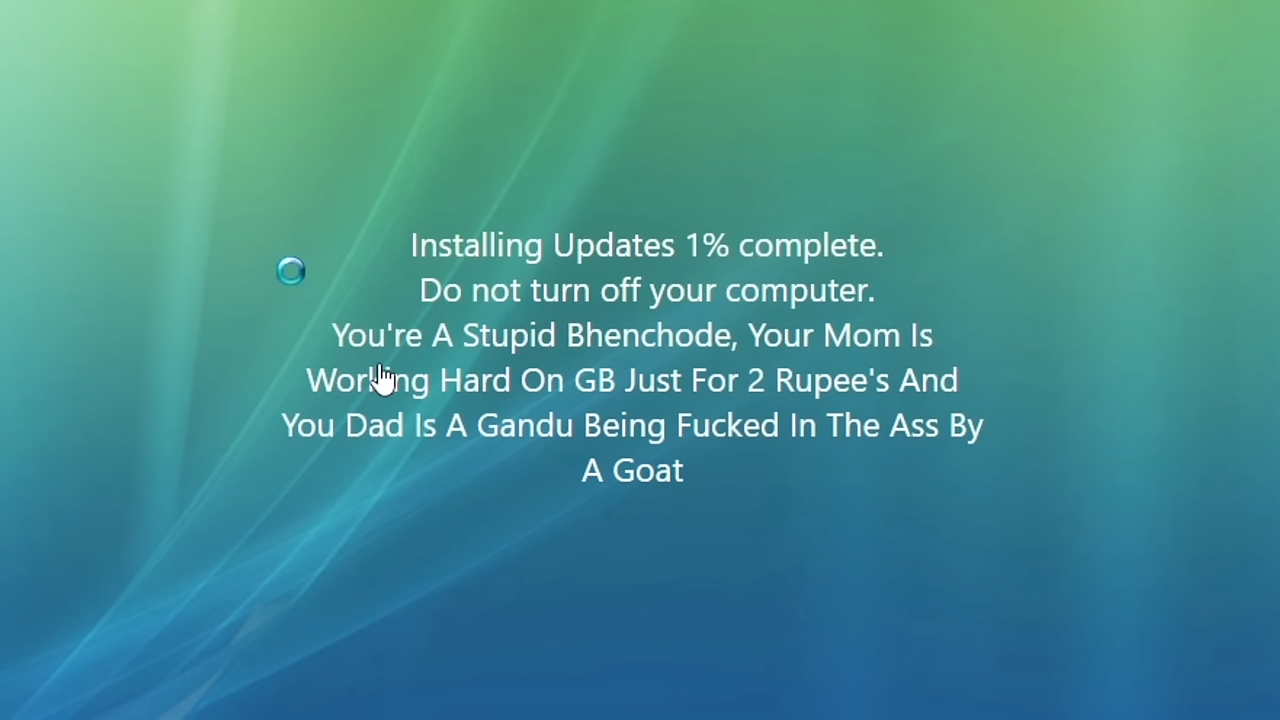 Installing Updates 1% complete.
Do not turn off your computer.
You're A Stupid Bhenchode, Your Mom Is
Working Hard On GB Just For 2 Rupee's And
You Dad Is A Gandu Being Fucked In The Ass By
A Goat